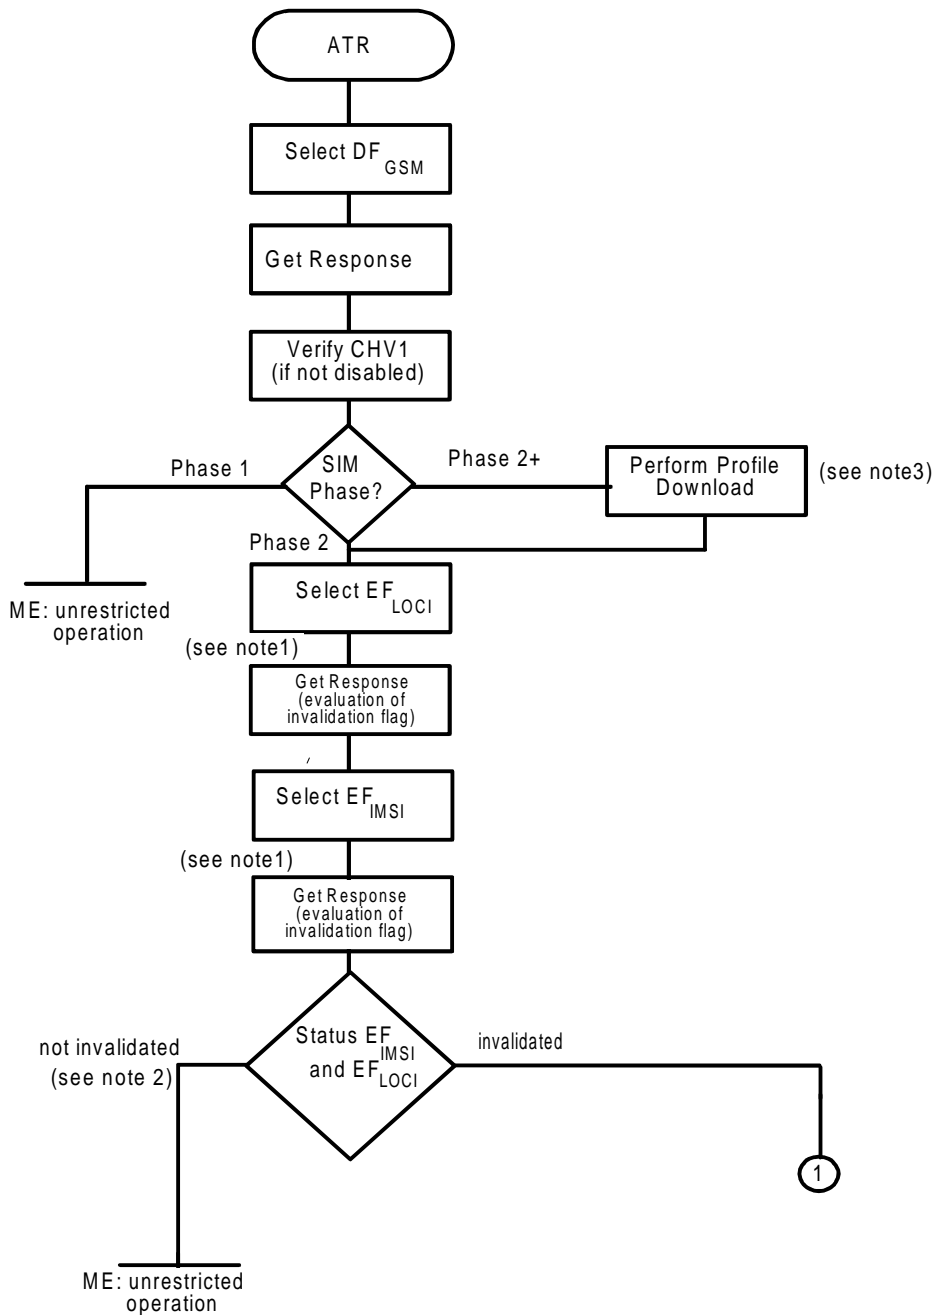 ATR
Select DF GSM
Get Response
Verify CHV1
(if not disabled)
Phase 1
SIM
Phase?
Phase 2+
Perform Profile
Download
(see note3)
Phase 2
ME: unrestricted
operation
Select EF LOCI
(see note1)
Get Response
(evaluation of
invalidation flag)
Select EF IMSI
(see note1)
Get Response
(evaluation of
invalidation flag)
not invalidated
(see note 2)
Status EF IMSI
and EF LOCI
invalidated
1
ME: unrestricted
operation